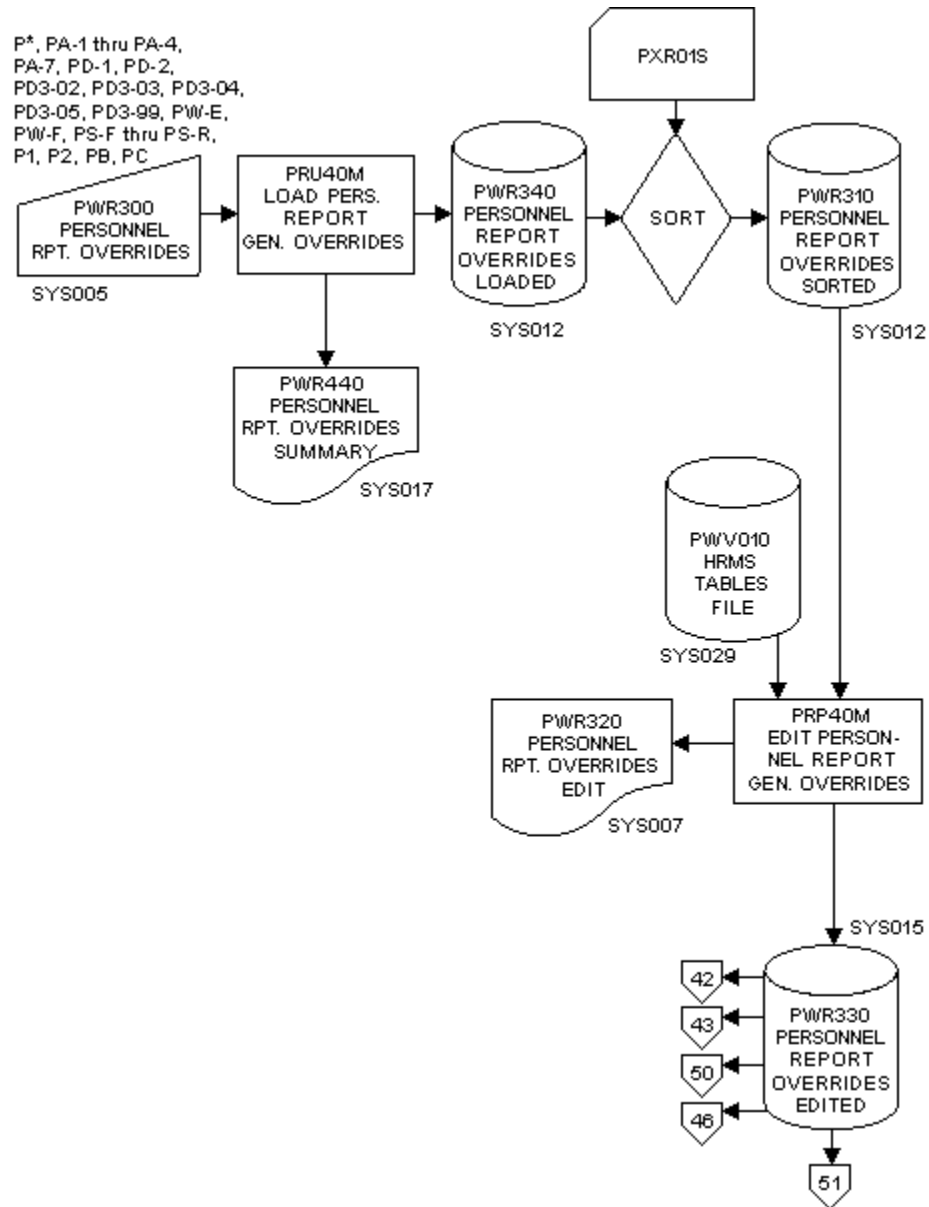 P*, PA-1 thru PA-4,
PA-7, PD-1, PD-2,
PD3-02, PD3-03, PD3-04,
PD3-05, PD3-99, PW-E,
PW-F, PS-F thru PS-R,
P1, P2, PB, PC
PWR300
PERSONNEL
RPT. OVERRIDES
SYS005
PRU40M
LOAD PERS.
REPORT
GEN. OVERRIDES
PWR340
PERSONNEL
REPORT
OVERRIDES
LOADED
SYS012
PXR01S
SORT
PWR310
PERSONNEL
REPORT
OVERRIDES
SORTED
SYS012
PWR440
PERSONNEL
RPT. OVERRIDES
SUMMARY
SYS017
PWV010
HRMS
TABLES
FILE
SYS029
PWR320
PERSONNEL
RPT. OVERRIDES
EDIT
SYS007
PRP40M
EDIT PERSON-
NEL REPORT
GEN. OVERRIDES
SYS015
PWR330
PERSONNEL
REPORT
OVERRIDES
EDITED
42
43
50
46
51